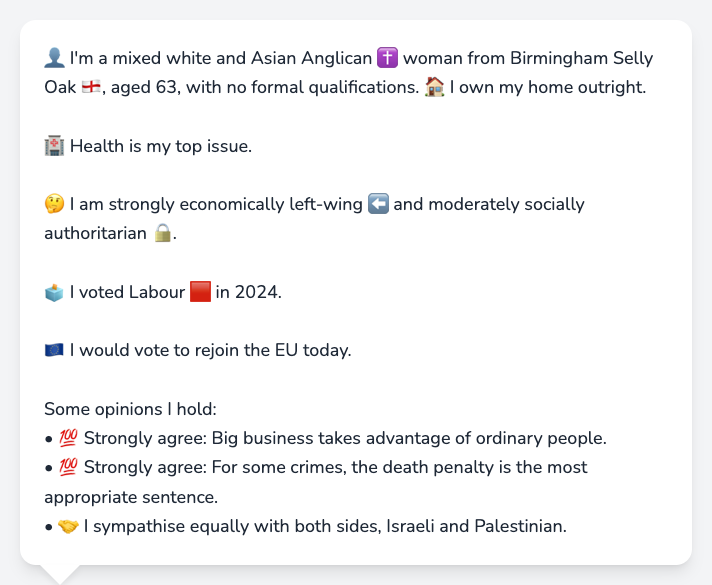 👤 I'm a mixed white and Asian Anglican ✝️ woman from Birmingham Selly
Oak 🏴󠁧󠁢󠁥󠁮󠁧󠁿, aged 63, with no formal qualifications. 🏠 I own my home outright.
🏥 Health is my top issue.
🤔 I am strongly economically left-wing ⬅️ and moderately socially
authoritarian 🔒.
🗳️ I voted Labour 🟥 in 2024.
🇪🇺 I would vote to rejoin the EU today.
Some opinions I hold:
• 💯 Strongly agree: Big business takes advantage of ordinary people.
• 💯 Strongly agree: For some crimes, the death penalty is the most
appropriate sentence.
• 🤝 I sympathise equally with both sides, Israeli and Palestinian.